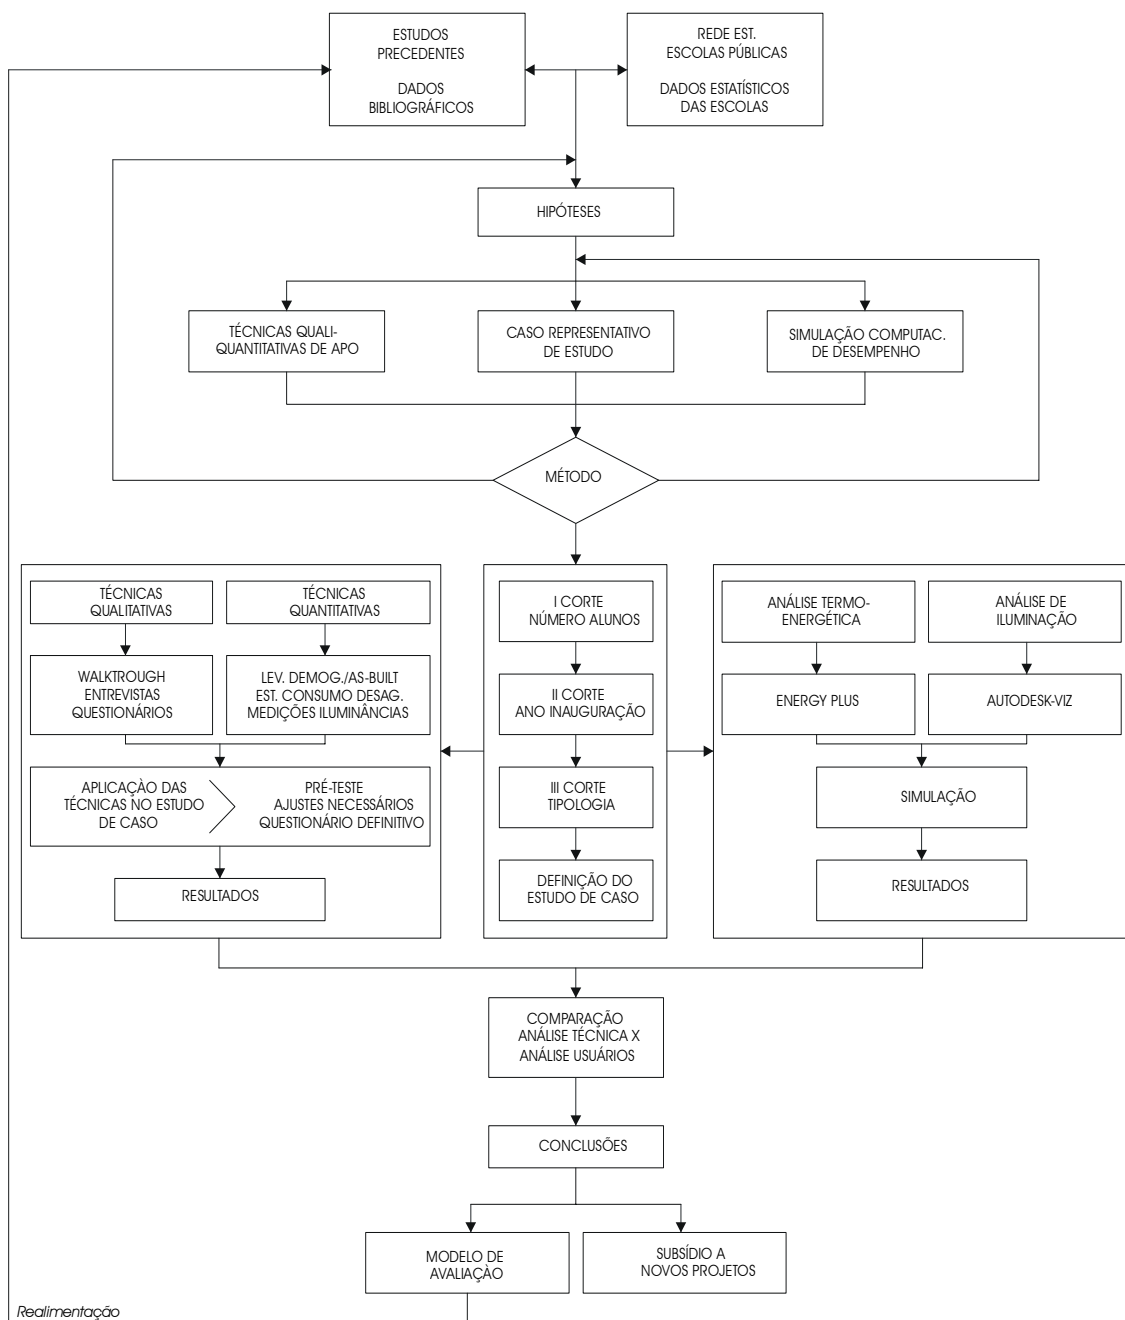 ESTUDOS
PRECEDENTES
DADOS
BIBLIOGRÁFICOS
REDE EST.
ESCOLAS PÚBLICAS
DADOS ESTATÍSTICOS
DAS ESCOLAS
HIPÓTESES
TÉCNICAS QUALI-
QUANTITATIVAS DE APO
CASO REPRESENTATIVO
DE ESTUDO
SIMULAÇÃO COMPUTAC.
DE DESEMPENHO
MÉTODO
TÉCNICAS
QUALITATIVAS
TÉCNICAS
QUANTITATIVAS
WALKTROUGH
ENTREVISTAS
QUESTIONÁRIOS
LEV. DEMOG./AS-BUILT
EST. CONSUMO DESAG.
MEDIÇÕES ILUMINÂNCIAS
APLICAÇÀO DAS
TÉCNICAS NO ESTUDO
DE CASO
PRÉ-TESTE
AJUSTES NECESSÁRIOS
QUESTIONÁRIO DEFINITIVO
RESULTADOS
I CORTE
NÚMERO ALUNOS
II CORTE
ANO INAUGURAÇÃO
III CORTE
TIPOLOGIA
DEFINIÇÃO DO
ESTUDO DE CASO
ANÁLISE TERMO-
ENERGÉTICA
ANÁLISE DE
ILUMINAÇÃO
ENERGY PLUS
AUTODESK-VIZ
SIMULAÇÃO
RESULTADOS
COMPARAÇÃO
ANÁLISE TÉCNICA X
ANÁLISE USUÁRIOS
CONCLUSÕES
MODELO DE
AVALIAÇÀO
SUBSÍDIO A
NOVOS PROJETOS
Realimentação